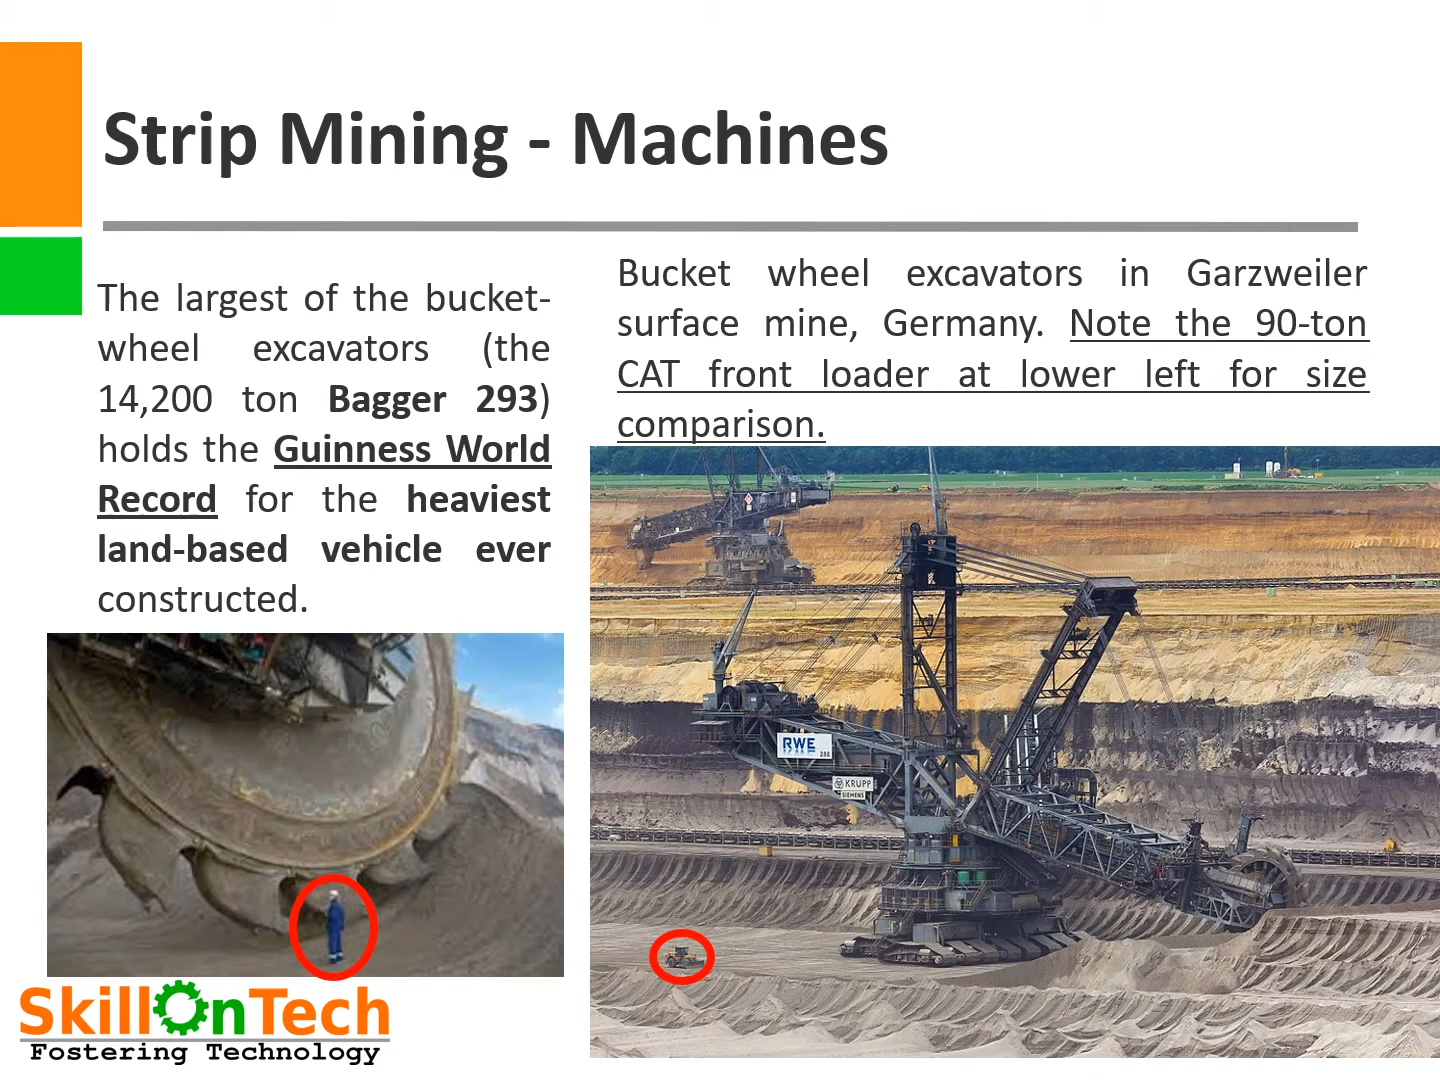 Strip Mining - Machines
The largest of the bucket-
wheel excavators (the
14,200 ton Bagger 293)
holds the Guinness World
Record for the heaviest
land-based vehicle ever
constructed.
Bucket wheel excavators in Garzweiler
surface mine, Germany. Note the 90-ton
CAT front loader at lower left for size
comparison.
RWE
288
KRUPP
SIEMENS
SkillOnTech
Fostering Technology